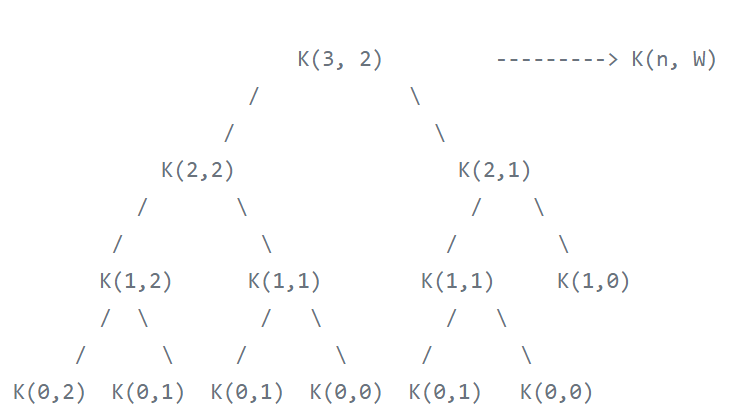 K(3, 2) ---------> K(n, W)
/ \
/ \
K(2,2) K(2,1)
/ \ / \
/ \ / \
K(1,2) K(1,1) K(1,1) K(1,0)
/ \ / \ / \
/ \ / \ / \
K(0,2) K(0,1) K(0,1) K(0,0) K(0,1) K(0,0)